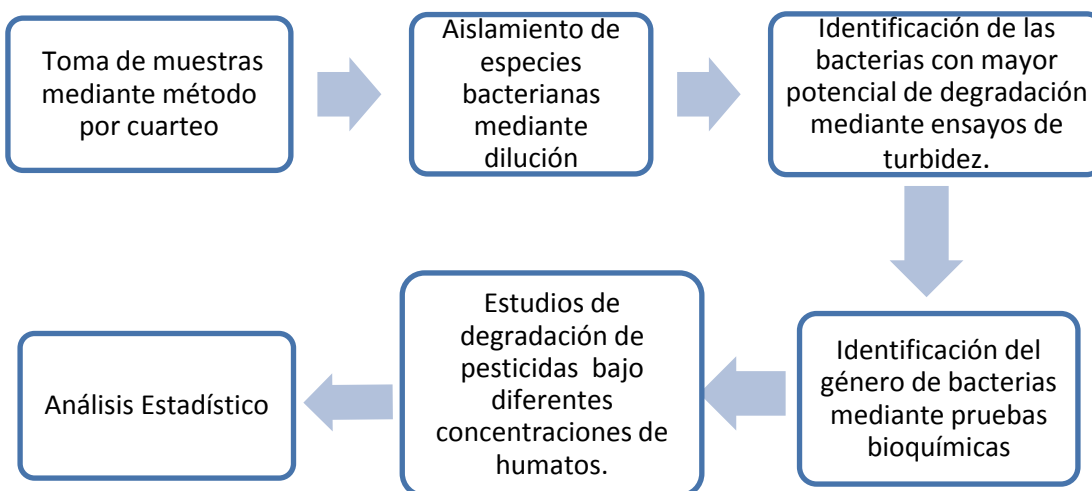 Toma de muestras
mediante método
por cuarteo
Aislamiento de
especies
bacterianas
mediante
dilución
Identificación de las
bacterias con mayor
potencial de degradación
mediante ensayos de
turbidez.
Identificación del
género de bacterias
mediante pruebas
bioquímicas
Estudios de
degradación de
pesticidas bajo
diferentes
concentraciones de
humatos.
Análisis Estadístico